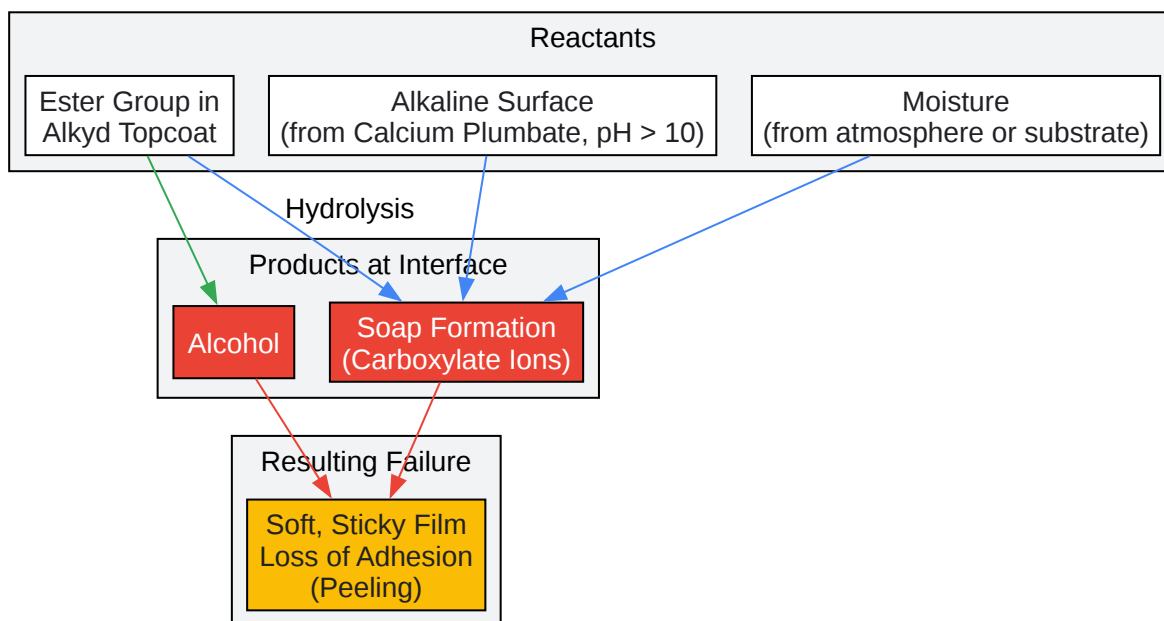 Reactants
Ester Group in
Alkyd Topcoat
Alkaline Surface
(from Calcium Plumbate, pH > 10)
Moisture
(from atmosphere or substrate)
Hydrolysis
Products at Interface
Alcohol
Soap Formation
(Carboxylate Ions)
Resulting Failure
Soft, Sticky Film
Loss of Adhesion
(Peeling)